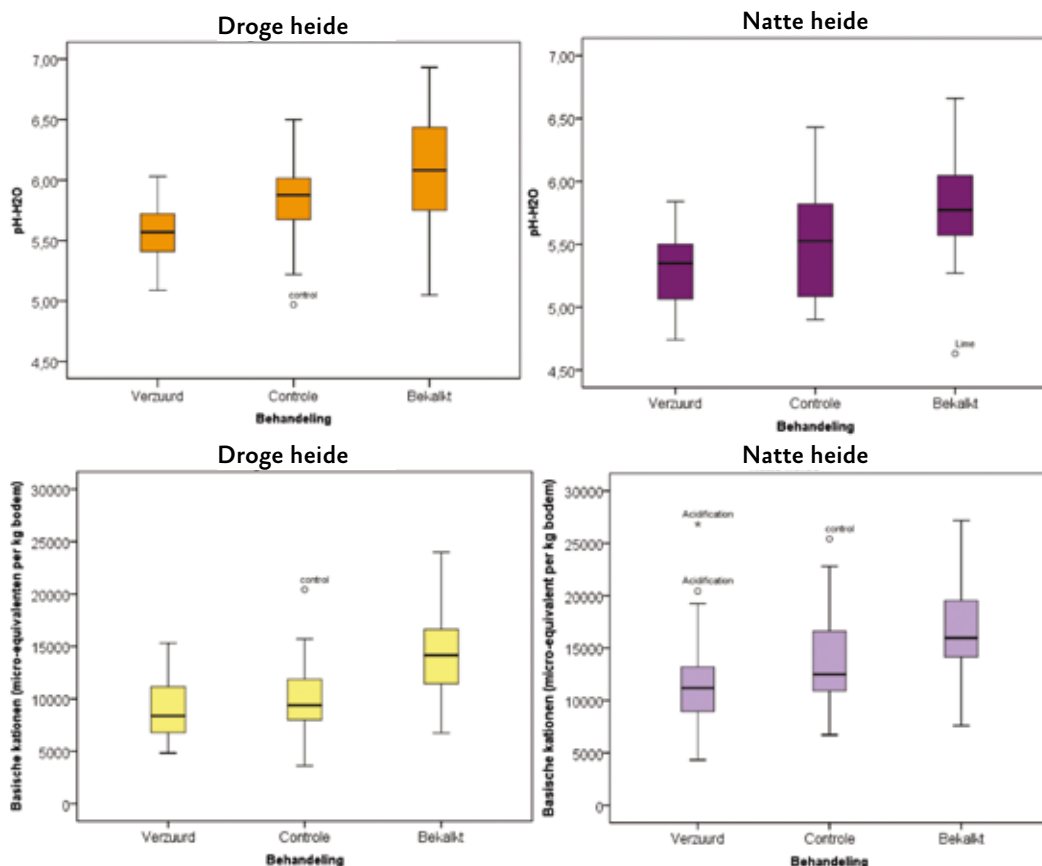 Droge heide
pH-H2O
7,00
6,50
6,00
5,50
5,00
4,50
control
Verzuurd Controle Bekalkt
Behandeling
Natte heide
pH-H2O
7,00
6,50
6,00
5,50
5,00
4,50
Lime
Verzuurd Controle Bekalkt
Behandeling
Droge heide
Basische kationen (micro-equivalenten per kg bodem)
30000
25000
20000
15000
10000
5000
0
control
Verzuurd Controle Bekalkt
Behandeling
Natte heide
Basische kationen (micro-equivalent per kg bodem)
30000
25000
20000
15000
10000
5000
0
Acidification
Acidification
control
Verzuurd Controle Bekalkt
Behandeling